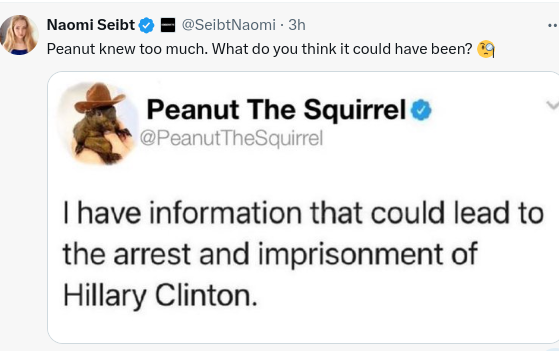 Naomi Seibt @SeibtNaomi · 3h
Peanut knew too much. What do you think it could have been?
Peanut The Squirrel
@PeanutTheSquirrel
I have information that could lead to
the arrest and imprisonment of
Hillary Clinton.